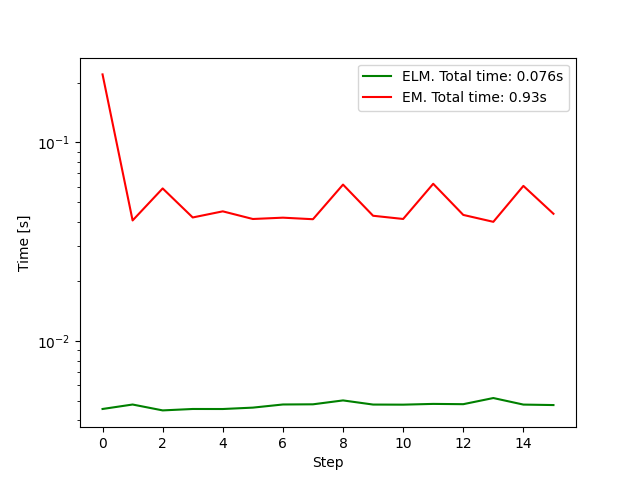 ELM. Total time: 0.076s
EM. Total time: 0.93s
10⁻¹
10⁻²
Time [s]
0 2 4 6 8 10 12 14
Step